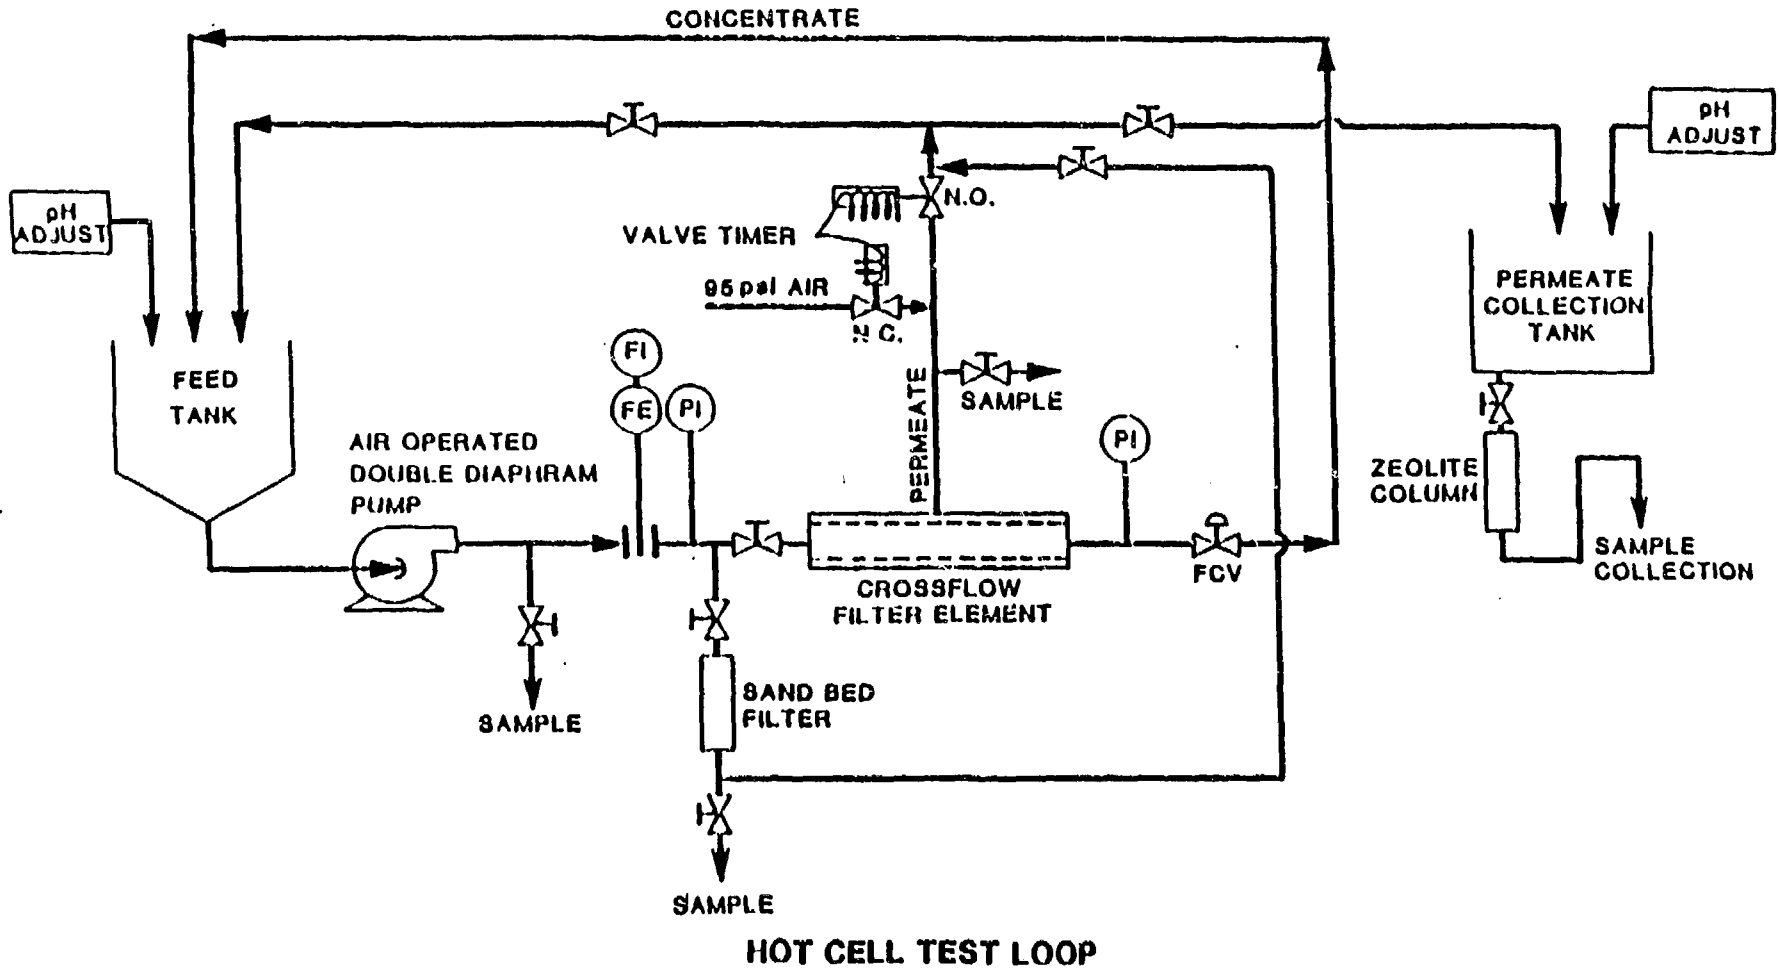 CONCENTRATE
pH
ADJUST
pH
ADJUST
N.O.
VALVE TIMER
95 psi AIR
N.C.
PERMEATE
COLLECTION
TANK
FEED
TANK
FI
FE
PI
PERMEATE
SAMPLE
PI
AIR OPERATED
DOUBLE DIAPHRAM
PUMP
ZEOLITE
COLUMN
SAMPLE
COLLECTION
CROSSFLOW
FILTER ELEMENT
FCV
SAND BED
FILTER
SAMPLE
SAMPLE
HOT CELL TEST LOOP